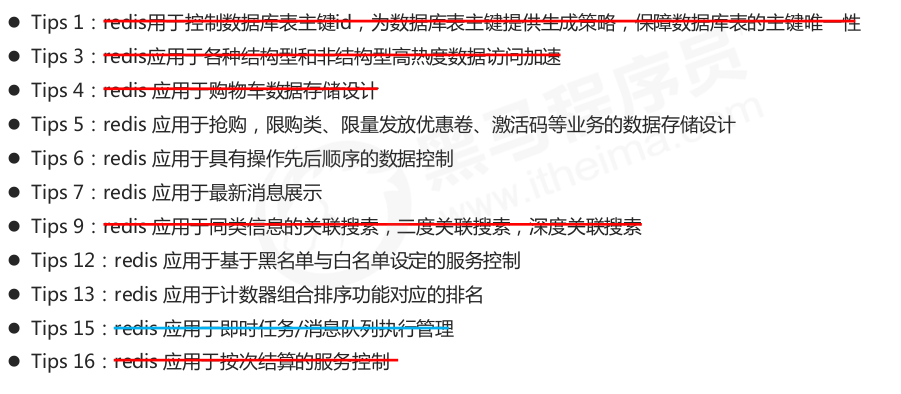 ● Tips 1：redis用于控制数据库表主键id，为数据库表主键提供生成策略，保障数据库表的主键唯一性
● Tips 3：redis应用于各种结构型和非结构型高热度数据访问加速
● Tips 4：redis 应用于购物车数据存储设计
● Tips 5：redis 应用于抢购，限购类、限量发放优惠卷、激活码等业务的数据存储设计
● Tips 6：redis 应用于具有操作先后顺序的数据控制
● Tips 7：redis 应用于最新消息展示
● Tips 9：redis 应用于同类信息的关联搜索，二度关联搜索，深度关联搜索
● Tips 12：redis 应用于基于黑名单与白名单设定的服务控制
● Tips 13：redis 应用于计数器组合排序功能对应的排名
● Tips 15：redis 应用于即时任务/消息队列执行管理
● Tips 16：redis 应用于按次结算的服务控制
黑马程序员
www.itheima.com